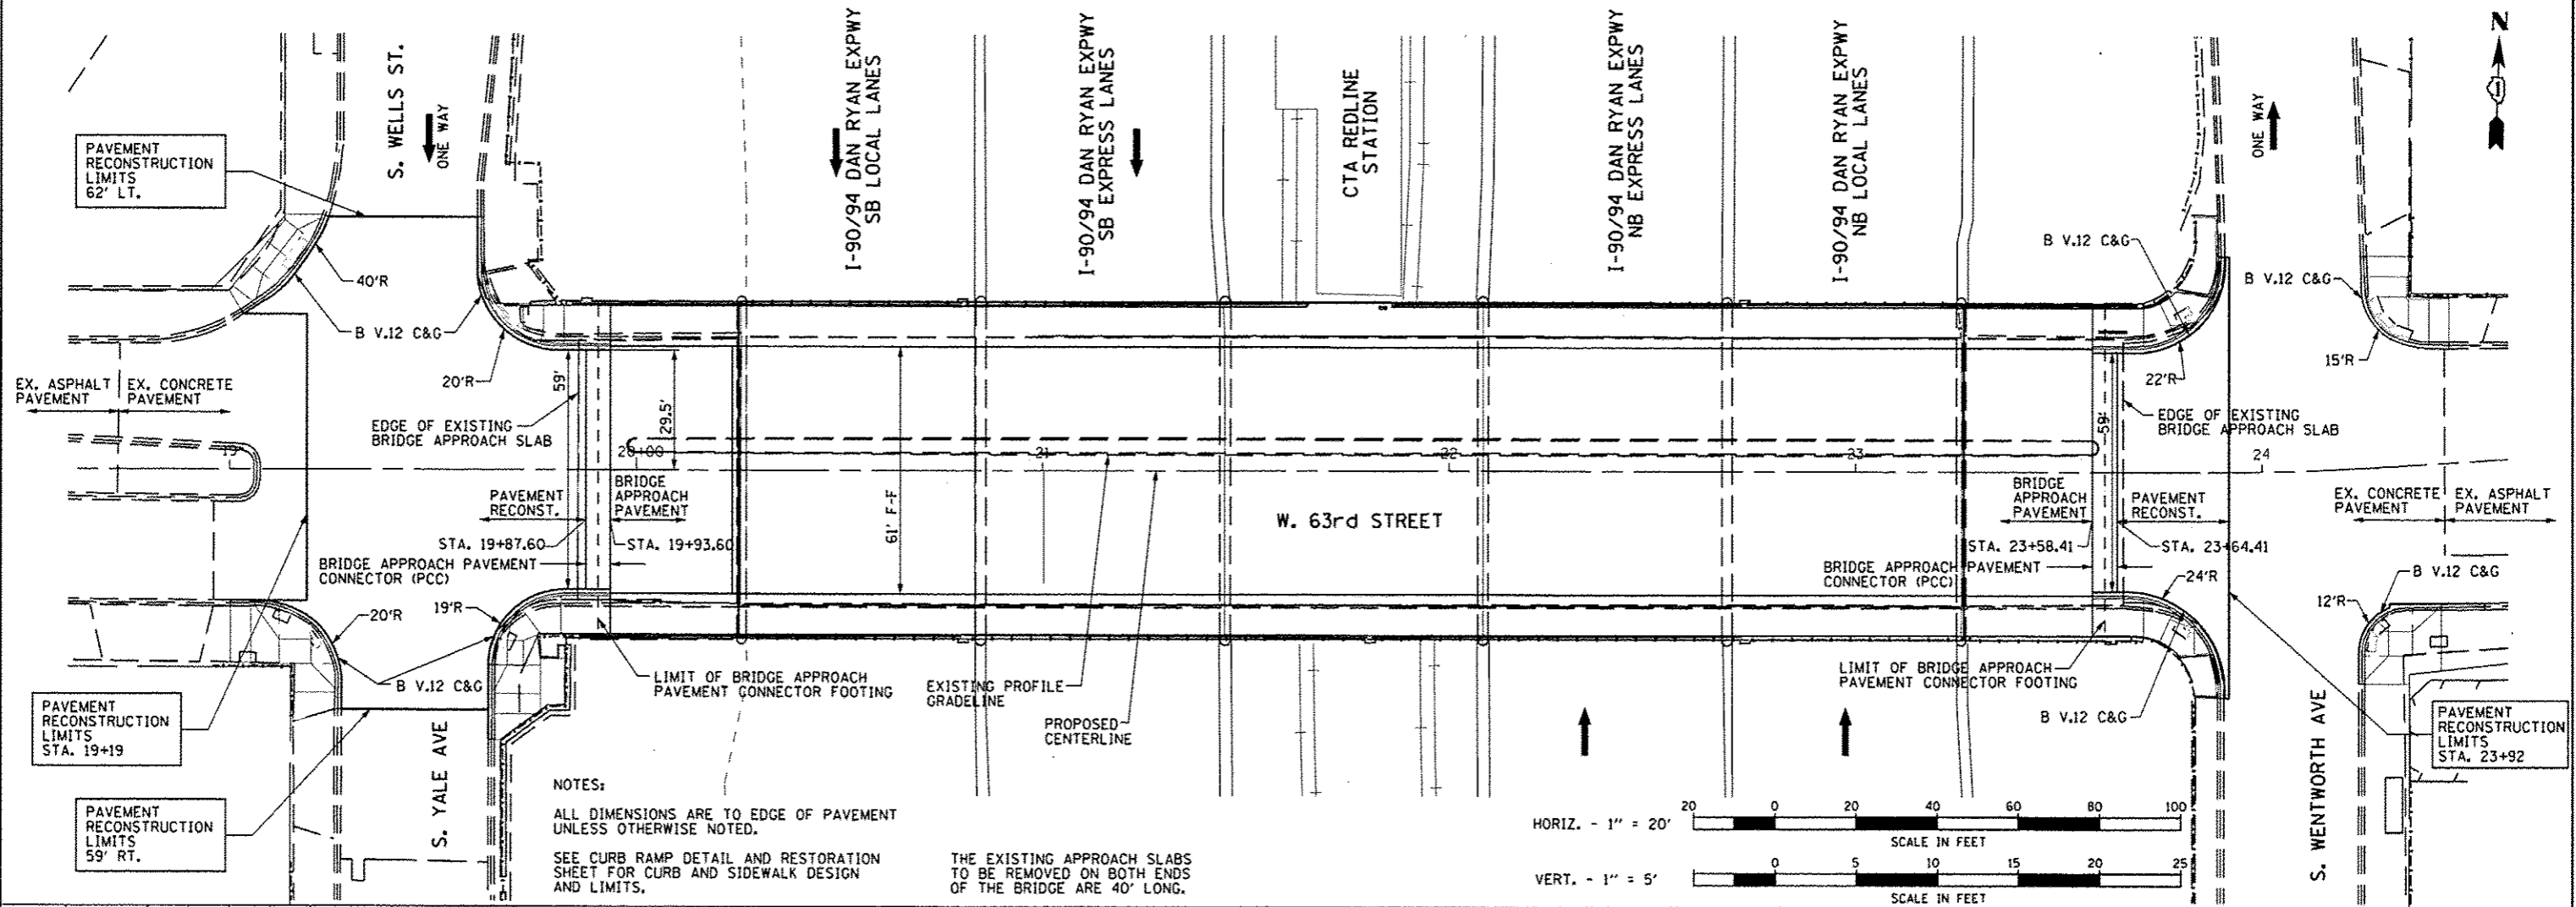 N
S. WELLS ST.
ONE WAY
I-90/94 DAN RYAN EXPWY
SB LOCAL LANES
I-90/94 DAN RYAN EXPWY
SB EXPRESS LANES
CTA REDLINE
STATION
I-90/94 DAN RYAN EXPWY
NB EXPRESS LANES
I-90/94 DAN RYAN EXPWY
NB LOCAL LANES
ONE WAY
PAVEMENT
RECONSTRUCTION
LIMITS
62' LT.
40'R
B V.12 C&G
20'R
B V.12 C&G
B V.12 C&G
22'R
15'R
EX. ASPHALT
PAVEMENT
EX. CONCRETE
PAVEMENT
EDGE OF EXISTING
BRIDGE APPROACH SLAB
59'
29.5'
61' F-F
59'
EDGE OF EXISTING
BRIDGE APPROACH SLAB
19
20+00
21
22
23
24
PAVEMENT
RECONST.
BRIDGE
APPROACH
PAVEMENT
STA. 19+87.60
STA. 19+93.60
BRIDGE APPROACH PAVEMENT
CONNECTOR (PCC)
W. 63rd STREET
BRIDGE
APPROACH
PAVEMENT
PAVEMENT
RECONST.
STA. 23+58.41
STA. 23+64.41
BRIDGE APPROACH PAVEMENT
CONNECTOR (PCC)
EX. CONCRETE
PAVEMENT
EX. ASPHALT
PAVEMENT
20'R
19'R
B V.12 C&G
24'R
12'R
B V.12 C&G
LIMIT OF BRIDGE APPROACH
PAVEMENT CONNECTOR FOOTING
EXISTING PROFILE
GRADELINE
PROPOSED
CENTERLINE
LIMIT OF BRIDGE APPROACH
PAVEMENT CONNECTOR FOOTING
B V.12 C&G
PAVEMENT
RECONSTRUCTION
LIMITS
STA. 19+19
PAVEMENT
RECONSTRUCTION
LIMITS
59' RT.
S. YALE AVE
S. WENTWORTH AVE
PAVEMENT
RECONSTRUCTION
LIMITS
STA. 23+92
NOTES:
ALL DIMENSIONS ARE TO EDGE OF PAVEMENT
UNLESS OTHERWISE NOTED.
SEE CURB RAMP DETAIL AND RESTORATION
SHEET FOR CURB AND SIDEWALK DESIGN
AND LIMITS.
THE EXISTING APPROACH SLABS
TO BE REMOVED ON BOTH ENDS
OF THE BRIDGE ARE 40' LONG.
HORIZ. - 1" = 20'
20 0 20 40 60 80 100
SCALE IN FEET
VERT. - 1" = 5'
0 5 10 15 20 25
SCALE IN FEET